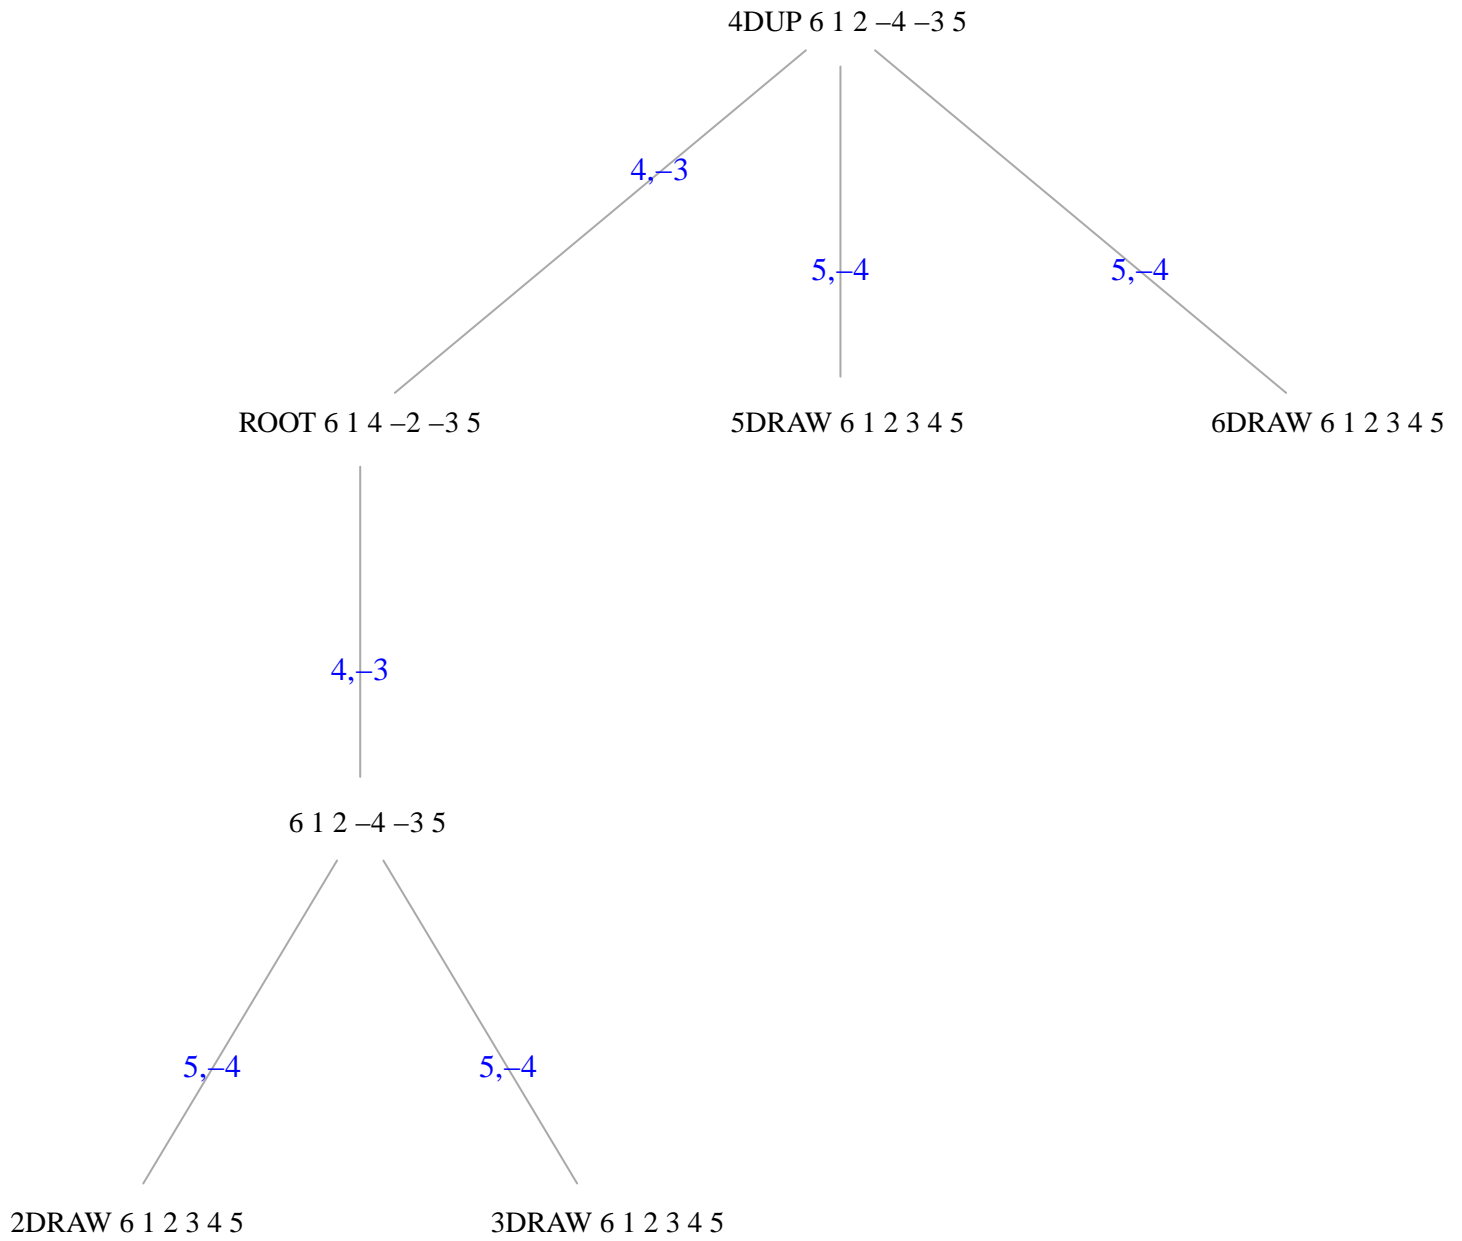 4DUP 6 1 2 –4 –3 5
4,–3
5,–4
5,–4
ROOT 6 1 4 –2 –3 5
5DRAW 6 1 2 3 4 5
6DRAW 6 1 2 3 4 5
4,–3
6 1 2 –4 –3 5
5,–4
5,–4
2DRAW 6 1 2 3 4 5
3DRAW 6 1 2 3 4 5